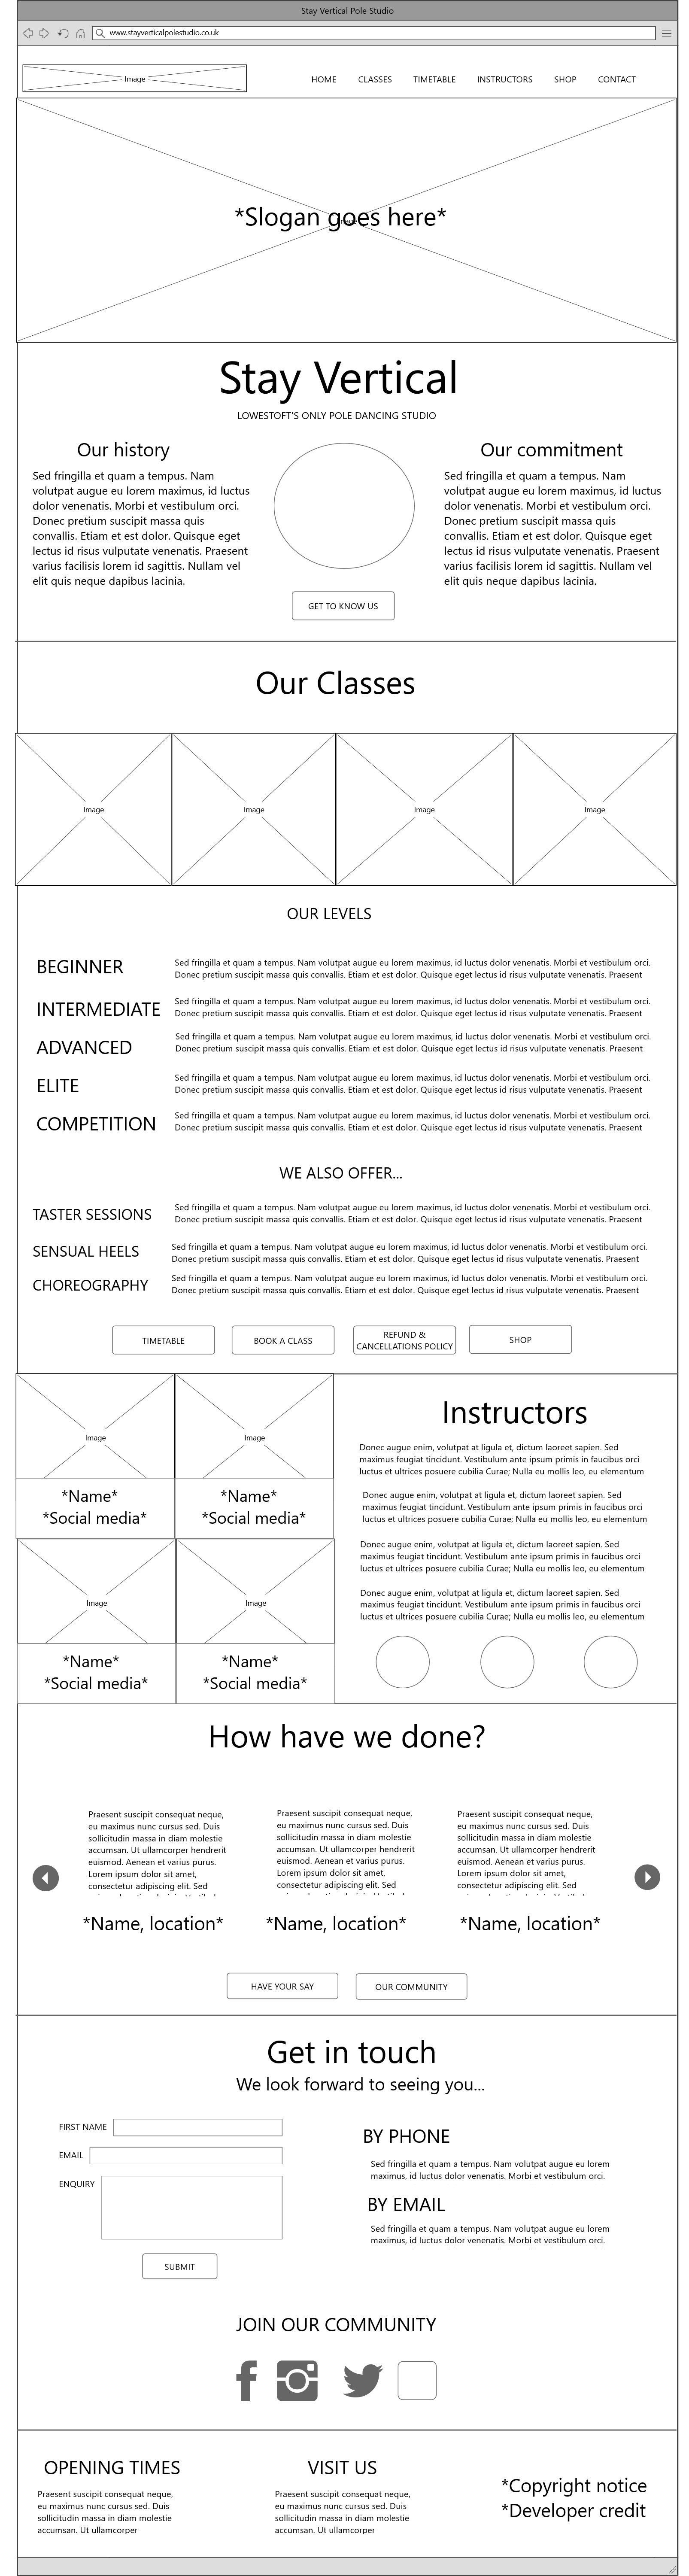 Stay Vertical Pole Studio
www.stayverticalpolestudio.co.uk
Image
HOME CLASSES TIMETABLE INSTRUCTORS SHOP CONTACT
*Slogan goes here*
Stay Vertical
LOWESTOFT'S ONLY POLE DANCING STUDIO
Our history
Sed fringilla et quam a tempus. Nam
volutpat augue eu lorem maximus, id luctus
dolor venenatis. Morbi et vestibulum orci.
Donec pretium suscipit massa quis
convallis. Etiam et est dolor. Quisque eget
lectus id risus vulputate venenatis. Praesent
varius facilisis lorem id sagittis. Nullam vel
elit quis neque dapibus lacinia.
Our commitment
Sed fringilla et quam a tempus. Nam
volutpat augue eu lorem maximus, id luctus
dolor venenatis. Morbi et vestibulum orci.
Donec pretium suscipit massa quis
convallis. Etiam et est dolor. Quisque eget
lectus id risus vulputate venenatis. Praesent
varius facilisis lorem id sagittis. Nullam vel
elit quis neque dapibus lacinia.
GET TO KNOW US
Our Classes
Image
Image
Image
Image
OUR LEVELS
BEGINNER
Sed fringilla et quam a tempus. Nam volutpat augue eu lorem maximus, id luctus dolor venenatis. Morbi et vestibulum orci.
Donec pretium suscipit massa quis convallis. Etiam et est dolor. Quisque eget lectus id risus vulputate venenatis. Praesent
INTERMEDIATE
Sed fringilla et quam a tempus. Nam volutpat augue eu lorem maximus, id luctus dolor venenatis. Morbi et vestibulum orci.
Donec pretium suscipit massa quis convallis. Etiam et est dolor. Quisque eget lectus id risus vulputate venenatis. Praesent
ADVANCED
Sed fringilla et quam a tempus. Nam volutpat augue eu lorem maximus, id luctus dolor venenatis. Morbi et vestibulum orci.
Donec pretium suscipit massa quis convallis. Etiam et est dolor. Quisque eget lectus id risus vulputate venenatis. Praesent
ELITE
Sed fringilla et quam a tempus. Nam volutpat augue eu lorem maximus, id luctus dolor venenatis. Morbi et vestibulum orci.
Donec pretium suscipit massa quis convallis. Etiam et est dolor. Quisque eget lectus id risus vulputate venenatis. Praesent
COMPETITION
Sed fringilla et quam a tempus. Nam volutpat augue eu lorem maximus, id luctus dolor venenatis. Morbi et vestibulum orci.
Donec pretium suscipit massa quis convallis. Etiam et est dolor. Quisque eget lectus id risus vulputate venenatis. Praesent
WE ALSO OFFER...
TASTER SESSIONS
Sed fringilla et quam a tempus. Nam volutpat augue eu lorem maximus, id luctus dolor venenatis. Morbi et vestibulum orci.
Donec pretium suscipit massa quis convallis. Etiam et est dolor. Quisque eget lectus id risus vulputate venenatis. Praesent
SENSUAL HEELS
Sed fringilla et quam a tempus. Nam volutpat augue eu lorem maximus, id luctus dolor venenatis. Morbi et vestibulum orci.
Donec pretium suscipit massa quis convallis. Etiam et est dolor. Quisque eget lectus id risus vulputate venenatis. Praesent
CHOREOGRAPHY
Sed fringilla et quam a tempus. Nam volutpat augue eu lorem maximus, id luctus dolor venenatis. Morbi et vestibulum orci.
Donec pretium suscipit massa quis convallis. Etiam et est dolor. Quisque eget lectus id risus vulputate venenatis. Praesent
TIMETABLE
BOOK A CLASS
REFUND &
CANCELLATIONS POLICY
SHOP
Image
*Name*
*Social media*
Image
*Name*
*Social media*
Image
*Name*
*Social media*
Image
*Name*
*Social media*
Instructors
Donec augue enim, volutpat at ligula et, dictum laoreet sapien. Sed
maximus feugiat tincidunt. Vestibulum ante ipsum primis in faucibus orci
luctus et ultrices posuere cubilia Curae; Nulla eu mollis leo, eu elementum
Donec augue enim, volutpat at ligula et, dictum laoreet sapien. Sed
maximus feugiat tincidunt. Vestibulum ante ipsum primis in faucibus orci
luctus et ultrices posuere cubilia Curae; Nulla eu mollis leo, eu elementum
Donec augue enim, volutpat at ligula et, dictum laoreet sapien. Sed
maximus feugiat tincidunt. Vestibulum ante ipsum primis in faucibus orci
luctus et ultrices posuere cubilia Curae; Nulla eu mollis leo, eu elementum
Donec augue enim, volutpat at ligula et, dictum laoreet sapien. Sed
maximus feugiat tincidunt. Vestibulum ante ipsum primis in faucibus orci
luctus et ultrices posuere cubilia Curae; Nulla eu mollis leo, eu elementum
How have we done?
Praesent suscipit consequat neque,
eu maximus nunc cursus sed. Duis
sollicitudin massa in diam molestie
accumsan. Ut ullamcorper hendrerit
euismod. Aenean et varius purus.
Lorem ipsum dolor sit amet,
consectetur adipiscing elit. Sed
*Name, location*
Praesent suscipit consequat neque,
eu maximus nunc cursus sed. Duis
sollicitudin massa in diam molestie
accumsan. Ut ullamcorper hendrerit
euismod. Aenean et varius purus.
Lorem ipsum dolor sit amet,
consectetur adipiscing elit. Sed
*Name, location*
Praesent suscipit consequat neque,
eu maximus nunc cursus sed. Duis
sollicitudin massa in diam molestie
accumsan. Ut ullamcorper hendrerit
euismod. Aenean et varius purus.
Lorem ipsum dolor sit amet,
consectetur adipiscing elit. Sed
*Name, location*
HAVE YOUR SAY
OUR COMMUNITY
Get in touch
We look forward to seeing you...
FIRST NAME
EMAIL
ENQUIRY
SUBMIT
BY PHONE
Sed fringilla et quam a tempus. Nam volutpat augue eu lorem
maximus, id luctus dolor venenatis. Morbi et vestibulum orci.
BY EMAIL
Sed fringilla et quam a tempus. Nam volutpat augue eu lorem
maximus, id luctus dolor venenatis. Morbi et vestibulum orci.
JOIN OUR COMMUNITY
OPENING TIMES
Praesent suscipit consequat neque,
eu maximus nunc cursus sed. Duis
sollicitudin massa in diam molestie
accumsan. Ut ullamcorper
VISIT US
Praesent suscipit consequat neque,
eu maximus nunc cursus sed. Duis
sollicitudin massa in diam molestie
accumsan. Ut ullamcorper
*Copyright notice
*Developer credit